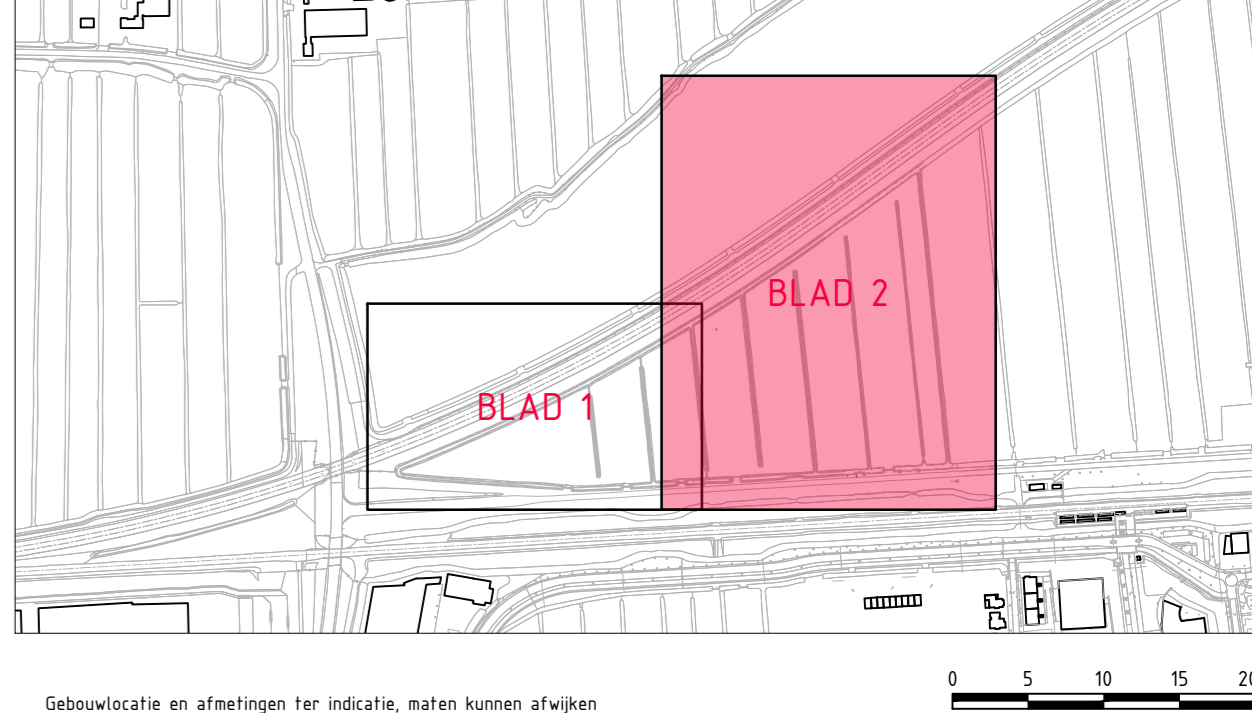 BLAD 2
BLAD 1
0 5 10 15
Gebouwlocatie en afmetingen ter indicatie, maten kunnen afwijken